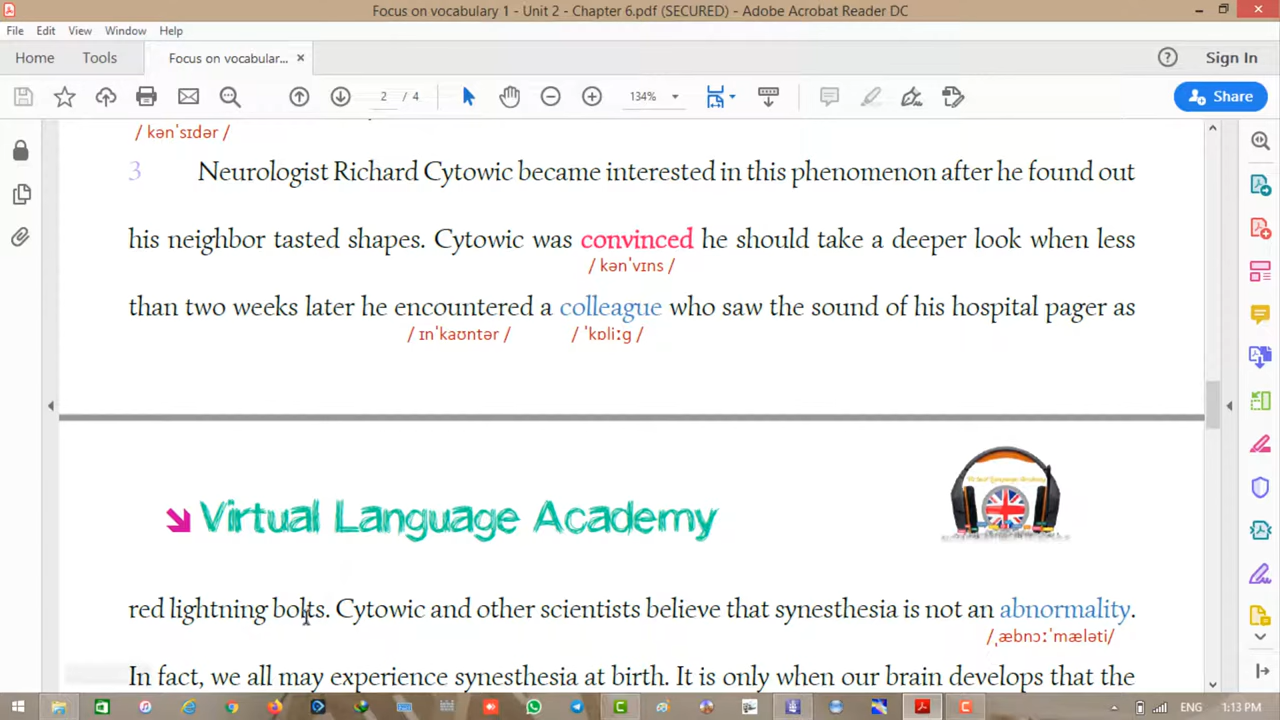 Focus on vocabulary 1 - Unit 2 - Chapter 6.pdf (SECURED) - Adobe Acrobat Reader DC
File Edit View Window Help
Home Tools Focus on vocabular... × Sign In
2 / 4 134% Share
/ kənˈsɪdər /
3 Neurologist Richard Cytowic became interested in this phenomenon after he found out
his neighbor tasted shapes. Cytowic was convinced he should take a deeper look when less
/ kənˈvɪns /
than two weeks later he encountered a colleague who saw the sound of his hospital pager as
/ ɪnˈkaʊntər / / ˈkɒliːɡ /
Virtual Language Academy
red lightning bolts. Cytowic and other scientists believe that synesthesia is not an abnormality.
/ˌæbnɔːˈmæləti/
In fact, we all may experience synesthesia at birth. It is only when our brain develops that the
ENG 1:13 PM